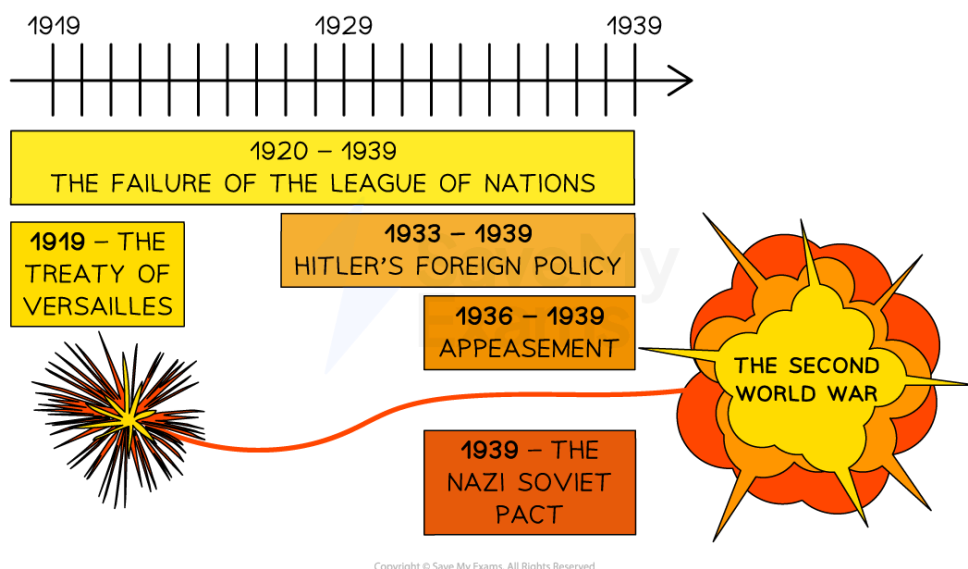 1919 1929 1939
1920 – 1939
THE FAILURE OF THE LEAGUE OF NATIONS
1919 – THE
TREATY OF
VERSAILLES
1933 – 1939
HITLER'S FOREIGN POLICY
1936 – 1939
APPEASEMENT
THE SECOND
WORLD WAR
1939 – THE
NAZI SOVIET
PACT
SaveMy
Exams
Copyright © Save My Exams. All Rights Reserved